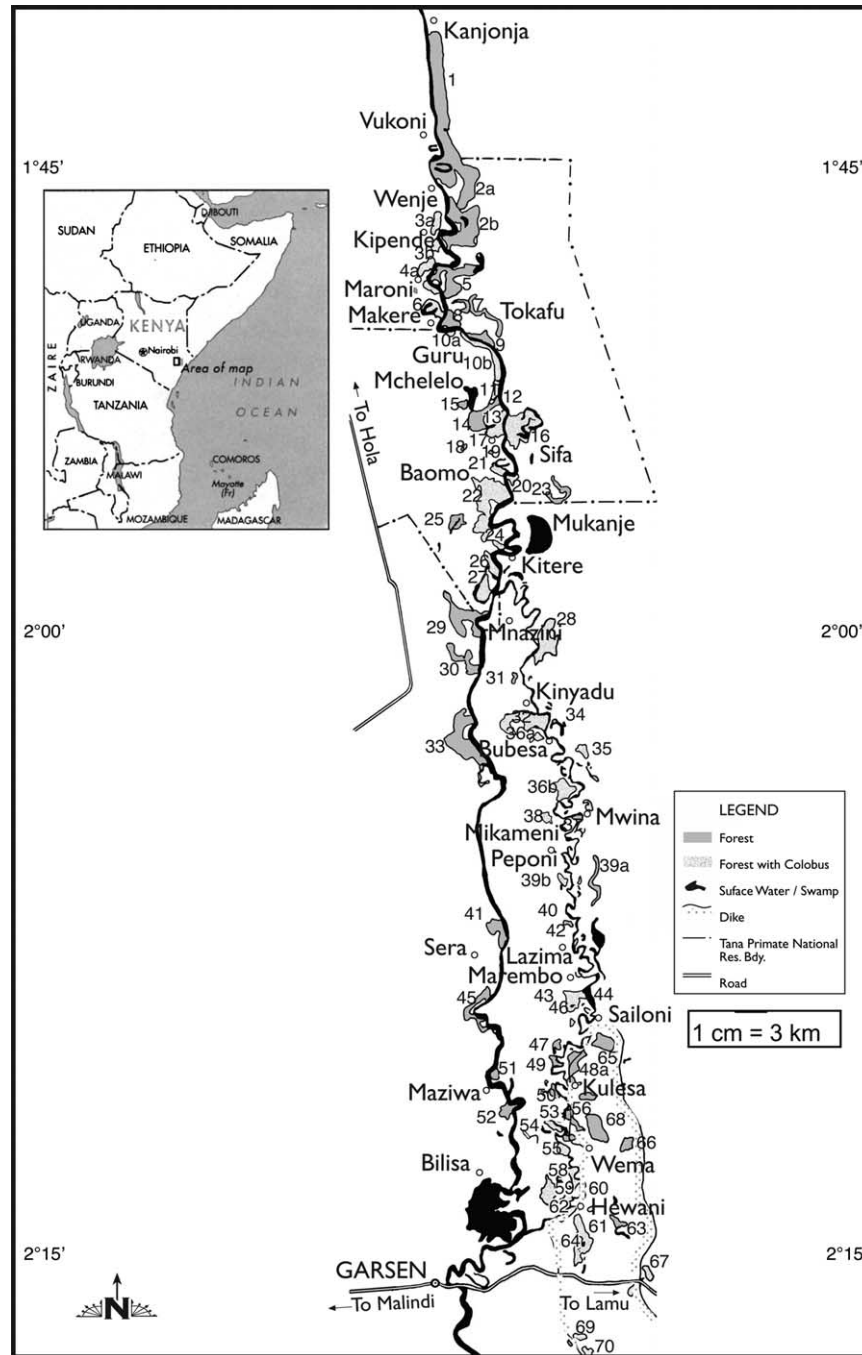 Kanjonja
1
Vukoni
1°45'
1°45'
2a
Wenje
3a
2b
Kipende
3b
4a
5
Maroni
6
7
Tokafu
Makere
8
10a
9
Guru
10b
Mchelelo
11
12
15
13
14
16
17
18
19
Sifa
21
Baomo
20
22
23
25
Mukanje
24
26
Kitere
27
To Hola
28
29
Mnazini
2°00'
2°00'
30
31
Kinyadu
32
34
36a
33
Bubesa
35
36b
38
Mwina
37
Mikameni
Peponi
39a
39b
40
41
42
Sera
Lazima
Marembo
43
44
45
46
Sailoni
47
65
49
48a
51
Kulesa
Maziwa
50
56
52
53
68
54
66
55
Wema
Bilisa
58
59
60
62
Hewani
61
63
64
2°15'
2°15'
67
GARSEN
To Malindi
To Lamu
69
70
N
SUDAN
DJIBOUTI
ETHIOPIA
SOMALIA
UGANDA
KENYA
ZAIRE
Nairobi
RWANDA
Area of map
BURUNDI
INDIAN
TANZANIA
OCEAN
ZAMBIA
COMOROS
MALAWI
Mayotte
(Fr)
MOZAMBIQUE
MADAGASCAR
LEGEND
Forest
Forest with Colobus
Suface Water / Swamp
Dike
Tana Primate National
Res. Bdy.
Road
1 cm = 3 km